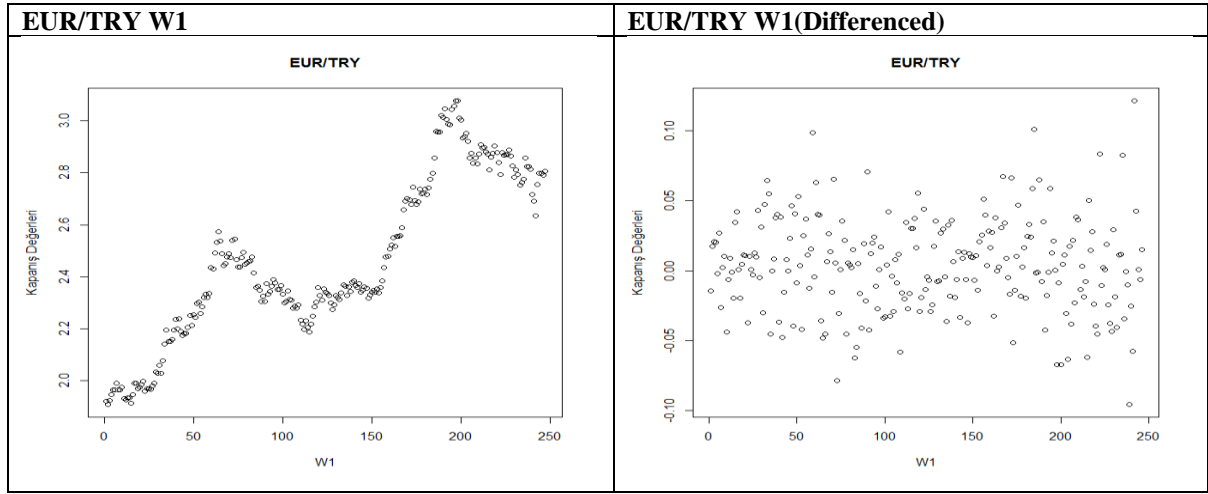 EUR/TRY W1
EUR/TRY
Kapanış Değerleri
3.0
2.8
2.6
2.4
2.2
2.0
0 50 100 150 200 250
W1
EUR/TRY W1(Differenced)
EUR/TRY
Kapanış Değerleri
0.10
0.05
0.00
-0.05
-0.10
0 50 100 150 200 250
W1